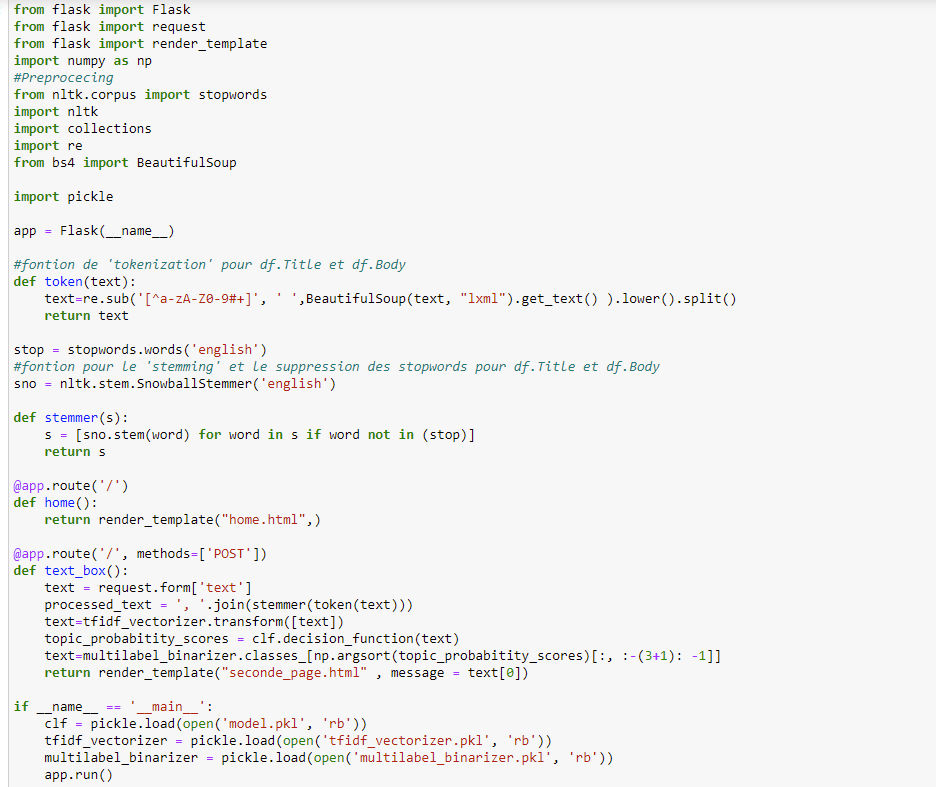 from flask import Flask
from flask import request
from flask import render_template
import numpy as np
#Preprocecing
from nltk.corpus import stopwords
import nltk
import collections
import re
from bs4 import BeautifulSoup

import pickle

app = Flask(__name__)

#fontion de 'tokenization' pour df.Title et df.Body
def token(text):
    text=re.sub('[^a-zA-Z0-9#+]', ' ',BeautifulSoup(text, "lxml").get_text() ).lower().split()
    return text

stop = stopwords.words('english')
#fontion pour le 'stemming' et le suppression des stopwords pour df.Title et df.Body
sno = nltk.stem.SnowballStemmer('english')

def stemmer(s):
    s = [sno.stem(word) for word in s if word not in (stop)]
    return s

@app.route('/')
def home():
    return render_template("home.html",)

@app.route('/', methods=['POST'])
def text_box():
    text = request.form['text']
    processed_text = ', '.join(stemmer(token(text)))
    text=tfidf_vectorizer.transform([text])
    topic_probabitity_scores = clf.decision_function(text)
    text=multilabel_binarizer.classes_[np.argsort(topic_probabitity_scores)[:, :-(3+1): -1]]
    return render_template("seconde_page.html" , message = text[0])

if __name__ == '__main__':
    clf = pickle.load(open('model.pkl', 'rb'))
    tfidf_vectorizer = pickle.load(open('tfidf_vectorizer.pkl', 'rb'))
    multilabel_binarizer = pickle.load(open('multilabel_binarizer.pkl', 'rb'))
    app.run()